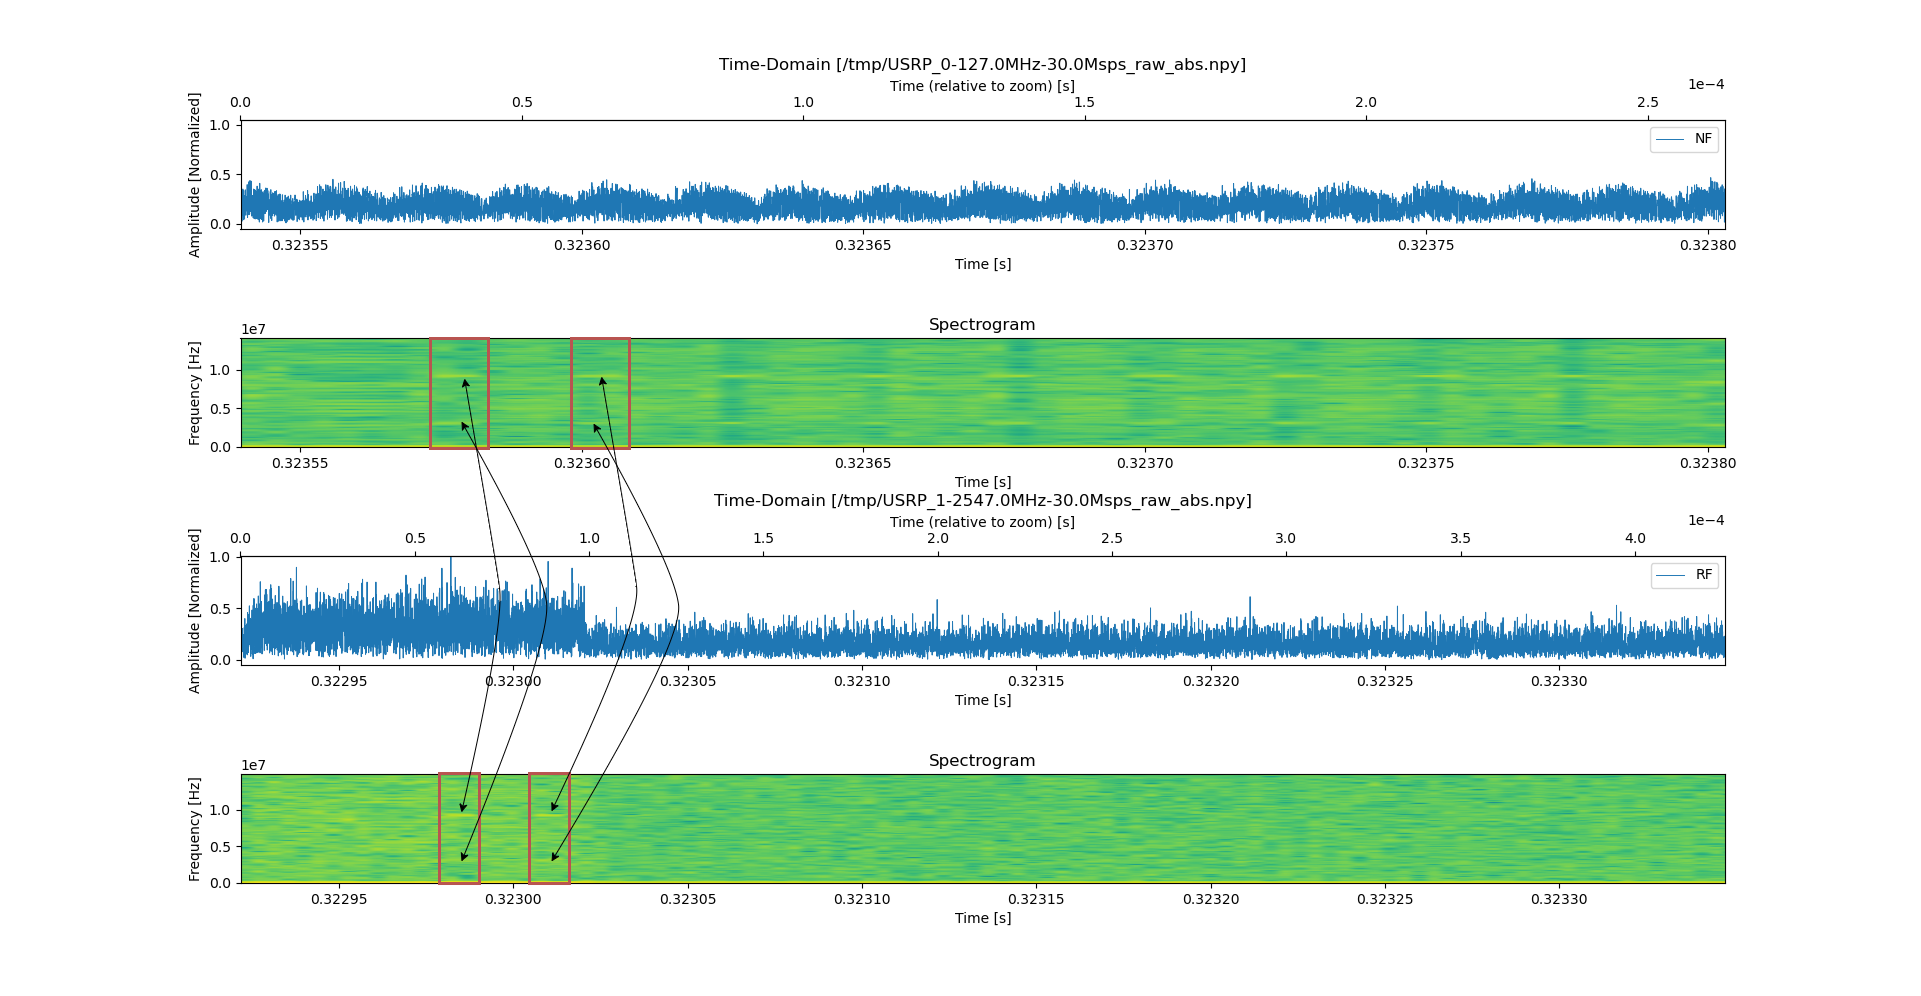 Time-Domain [/tmp/USRP_0-127.0MHz-30.0Msps_raw_abs.npy]
Time (relative to zoom) [s]
1e−4
0.0 0.5 1.0 1.5 2.0 2.5
Amplitude [Normalized]
1.0
0.5
0.0
NF
0.32355 0.32360 0.32365 0.32370 0.32375 0.32380
Time [s]
Spectrogram
1e7
Frequency [Hz]
1.0
0.5
0.0
0.32355 0.32360 0.32365 0.32370 0.32375 0.32380
Time [s]
Time-Domain [/tmp/USRP_1-2547.0MHz-30.0Msps_raw_abs.npy]
Time (relative to zoom) [s]
1e−4
0.0 0.5 1.0 1.5 2.0 2.5 3.0 3.5 4.0
Amplitude [Normalized]
1.0
0.5
0.0
RF
0.32295 0.32300 0.32305 0.32310 0.32315 0.32320 0.32325 0.32330
Time [s]
Spectrogram
1e7
Frequency [Hz]
1.0
0.5
0.0
0.32295 0.32300 0.32305 0.32310 0.32315 0.32320 0.32325 0.32330
Time [s]